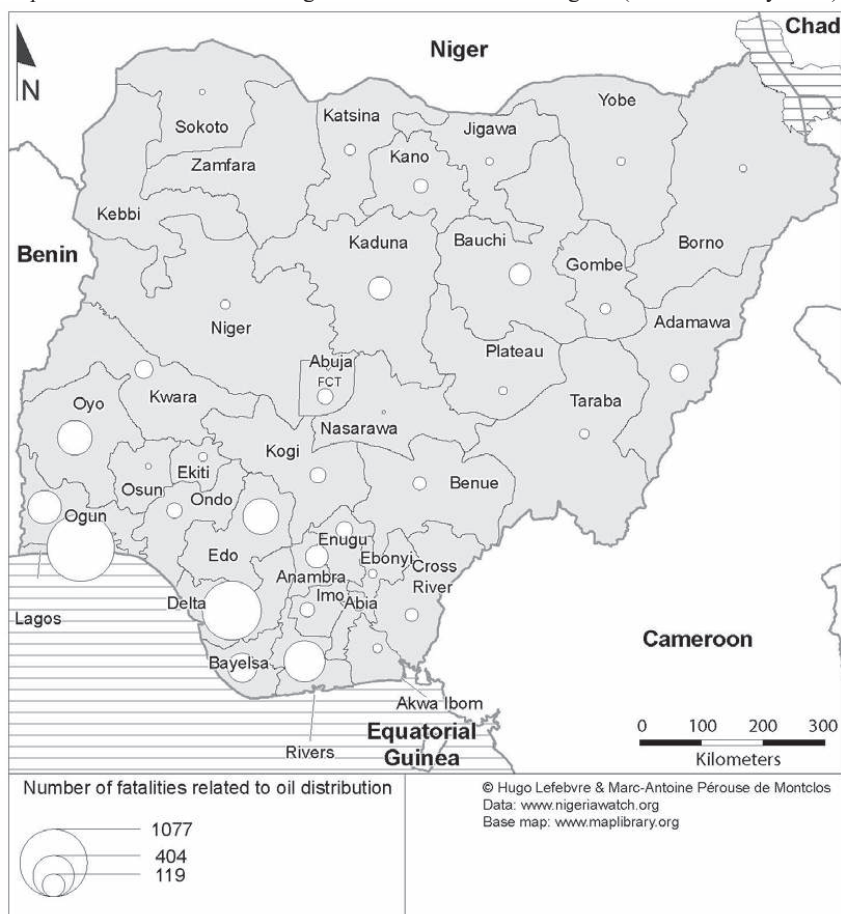 Chad
Niger
N
Yobe
Katsina
Sokoto
Jigawa
Kano
Zamfara
Kebbi
Kaduna
Bauchi
Borno
Benin
Gombe
Niger
Adamawa
Abuja
FCT
Plateau
Kwara
Oyo
Taraba
Nasarawa
Kogi
Ekiti
Benue
Osun
Ondo
Ogun
Enugu
Edo
Ebonyi
Cross
River
Anambra
Imo
Abia
Delta
Lagos
Cameroon
Bayelsa
Akwa Ibom
0 100 200 300
Kilometers
Equatorial
Guinea
Rivers
Number of fatalities related to oil distribution
1077
404
119
© Hugo Lefebvre & Marc-Antoine Pérouse de Montclos
Data: www.nigeriawatch.org
Base map: www.maplibrary.org